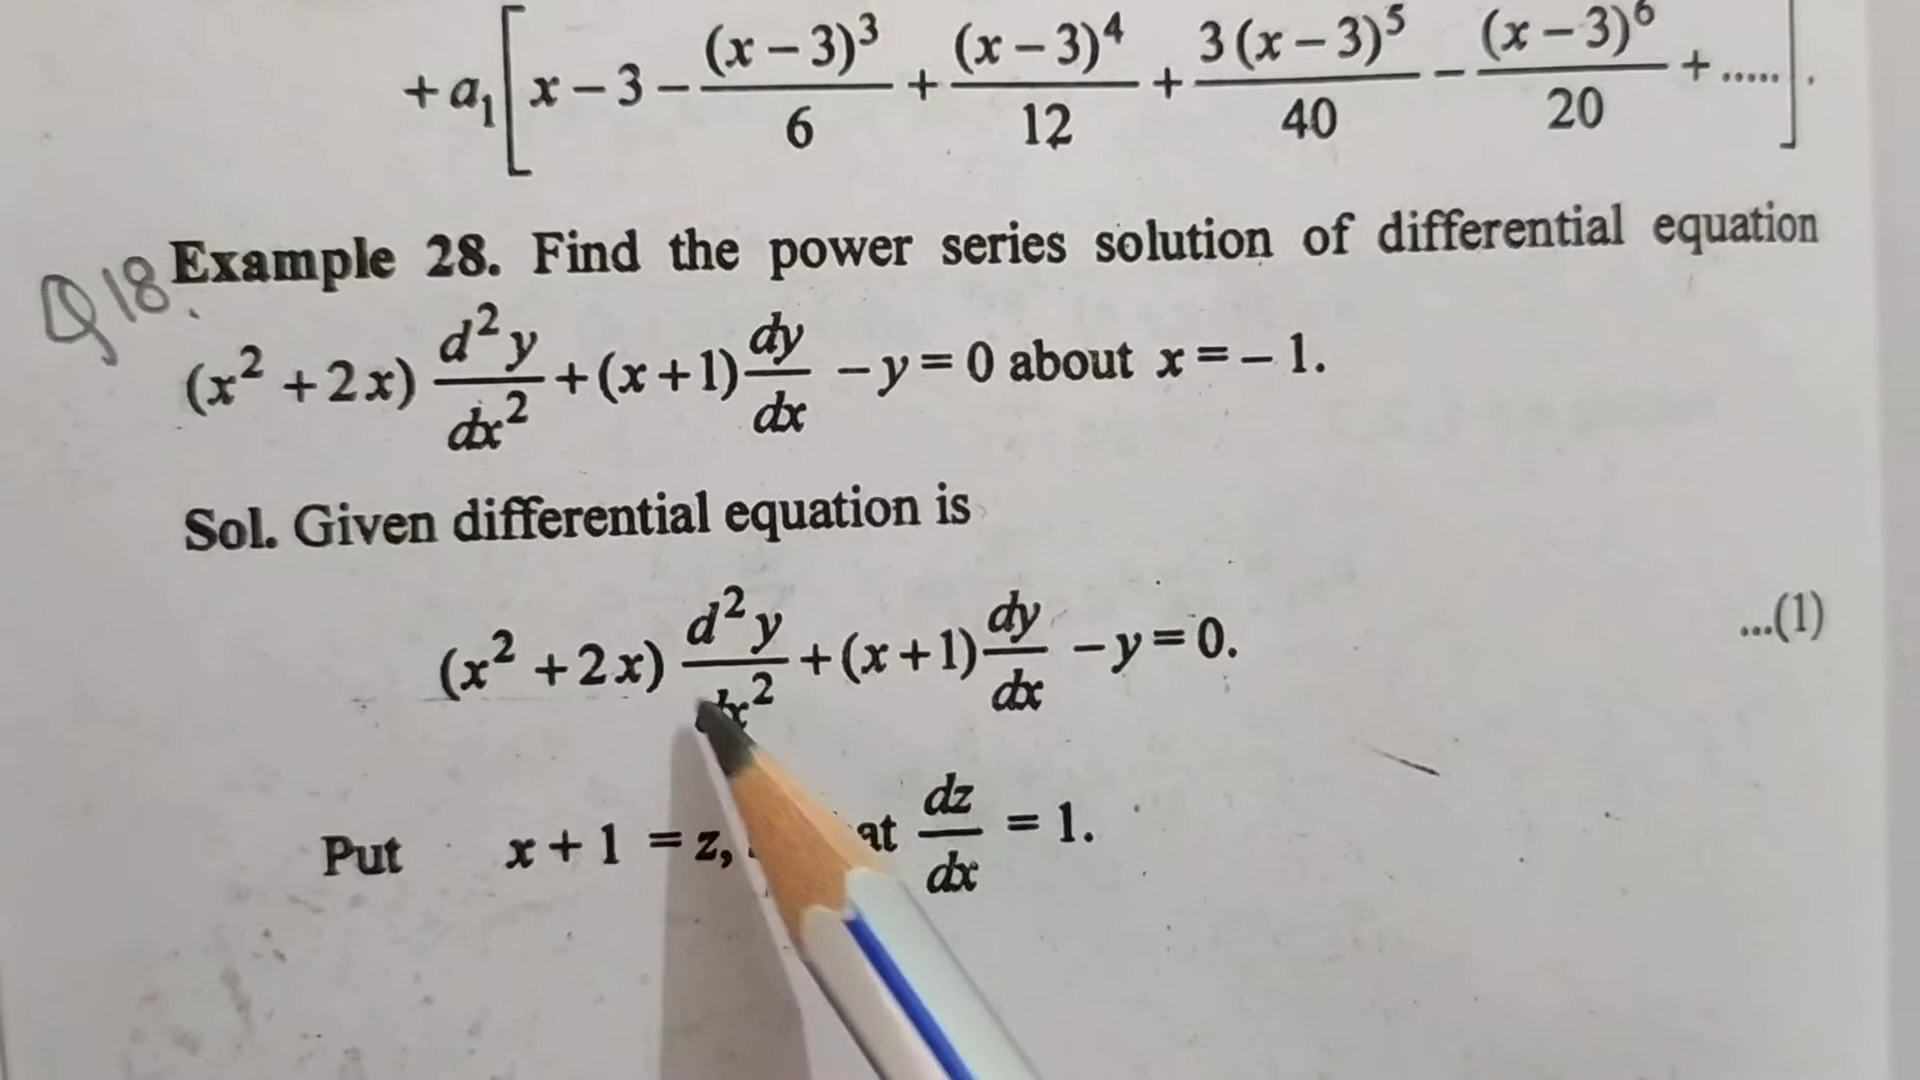 + a₁ [ x − 3 − (x − 3)³/6 + (x − 3)⁴/12 + 3 (x − 3)⁵/40 − (x − 3)⁶/20 + ..... ] .
Q18. Example 28. Find the power series solution of differential equation
(x² + 2x) d²y/dx² + (x + 1) dy/dx − y = 0 about x = − 1.
Sol. Given differential equation is
(x² + 2x) d²y/dx² + (x + 1) dy/dx − y = 0. ...(1)
Put x + 1 = z, dz/dx = 1.